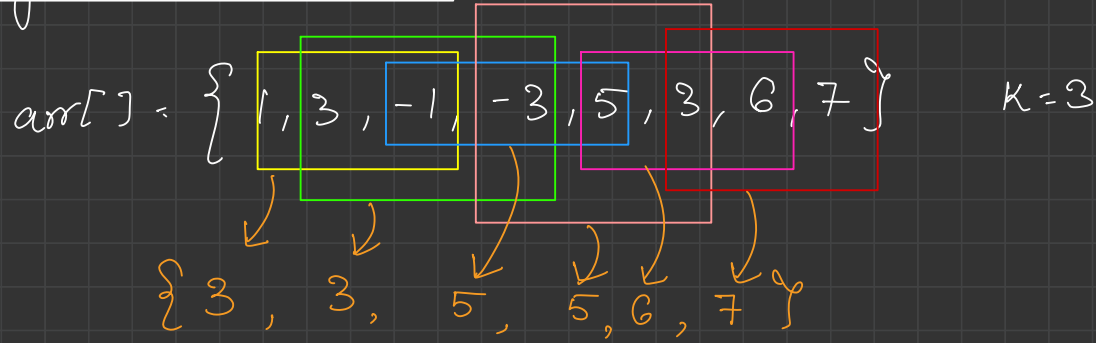 arr[ ] = { 1, 3, -1, -3, 5, 3, 6, 7 } K = 3
{ 3, 3, 5, 5, 6, 7 }